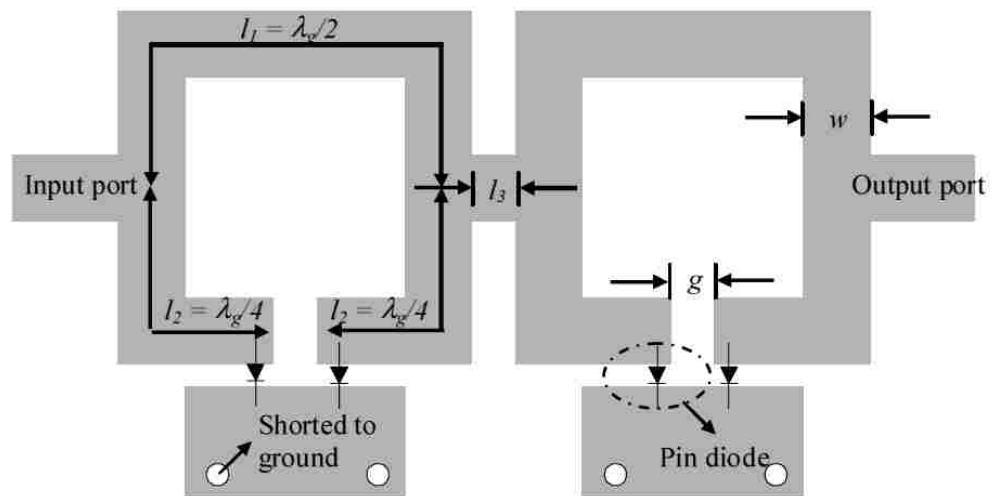 l₁ = λg/2
w
Input port
l₃
Output port
g
l₂ = λg/4
l₂ = λg/4
Shorted to
ground
Pin diode